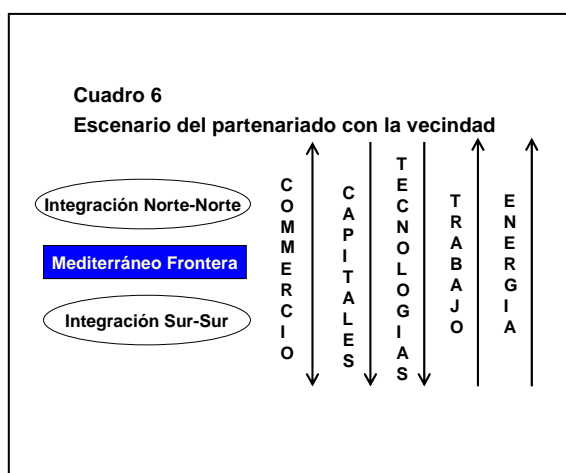 Cuadro 6
Escenario del partenariado con la vecindad
Integración Norte-Norte
Mediterráneo Frontera
Integración Sur-Sur
COMMERCIO
CAPITALES
TECNOLOGIAS
TRABAJO
ENERGIA